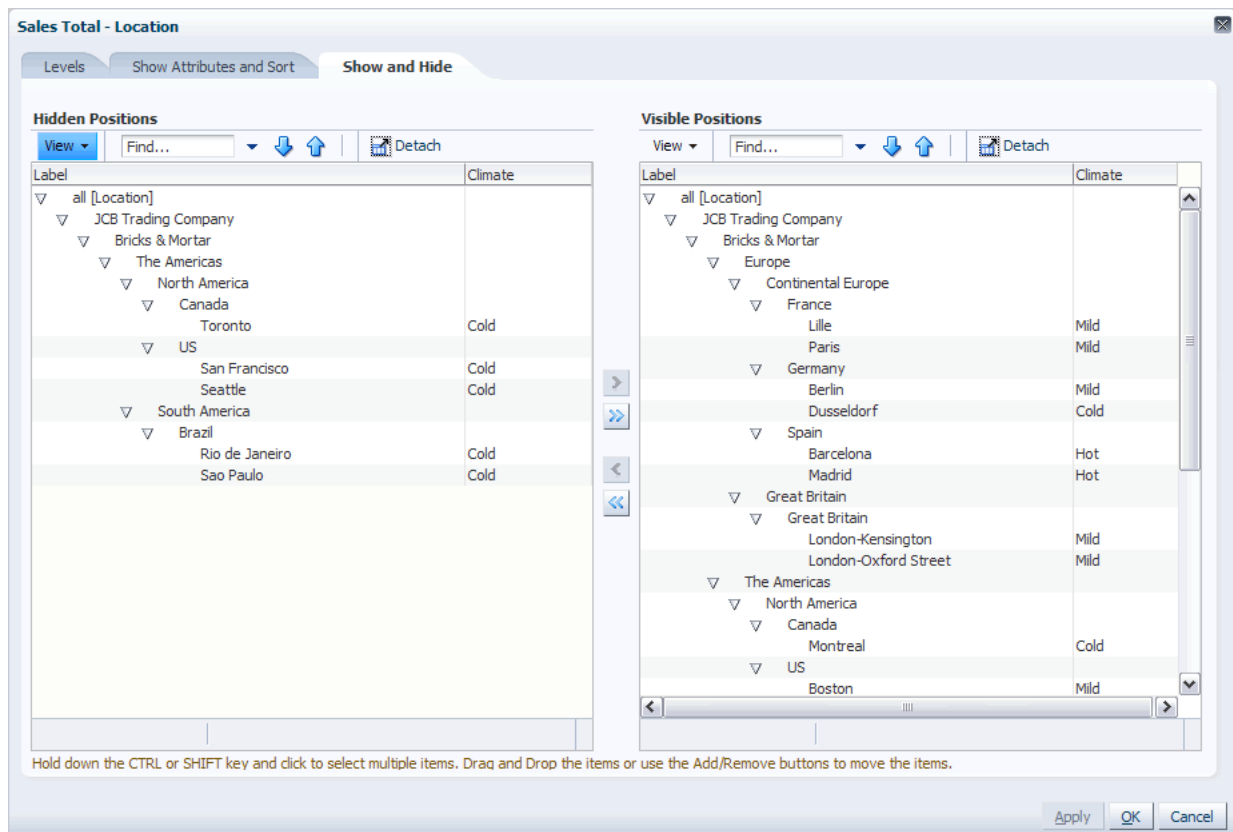 Sales Total - Location
Levels Show Attributes and Sort Show and Hide
Hidden Positions
View Find... Detach
Label Climate
all [Location]
JCB Trading Company
Bricks & Mortar
The Americas
North America
Canada
Toronto Cold
US
San Francisco Cold
Seattle Cold
South America
Brazil
Rio de Janeiro Cold
Sao Paulo Cold
Visible Positions
View Find... Detach
Label Climate
all [Location]
JCB Trading Company
Bricks & Mortar
Europe
Continental Europe
France
Lille Mild
Paris Mild
Germany
Berlin Mild
Dusseldorf Cold
Spain
Barcelona Hot
Madrid Hot
Great Britain
Great Britain
London-Kensington Mild
London-Oxford Street Mild
The Americas
North America
Canada
Montreal Cold
US
Boston Mild
Hold down the CTRL or SHIFT key and click to select multiple items. Drag and Drop the items or use the Add/Remove buttons to move the items.
Apply OK Cancel